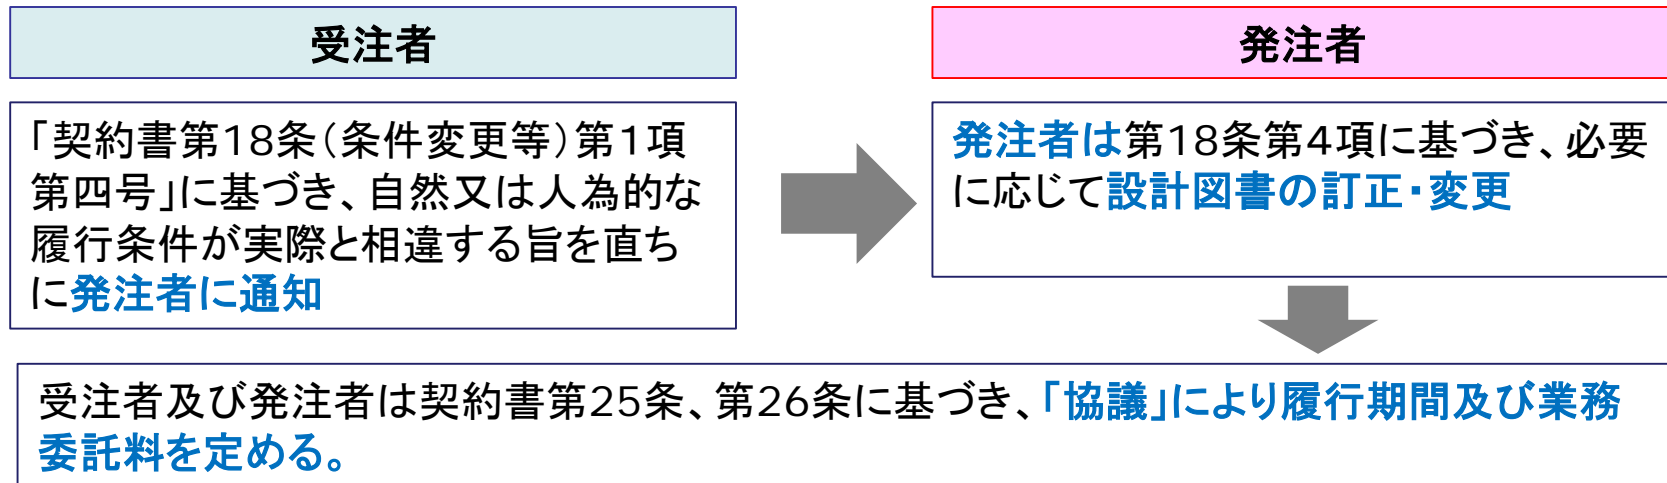 受注者
発注者
「契約書第18条(条件変更等)第1項
第四号」に基づき、自然又は人為的な
履行条件が実際と相違する旨を直ち
に発注者に通知
発注者は第18条第4項に基づき、必要
に応じて設計図書の訂正・変更
受注者及び発注者は契約書第25条、第26条に基づき、「協議」により履行期間及び業務
委託料を定める。